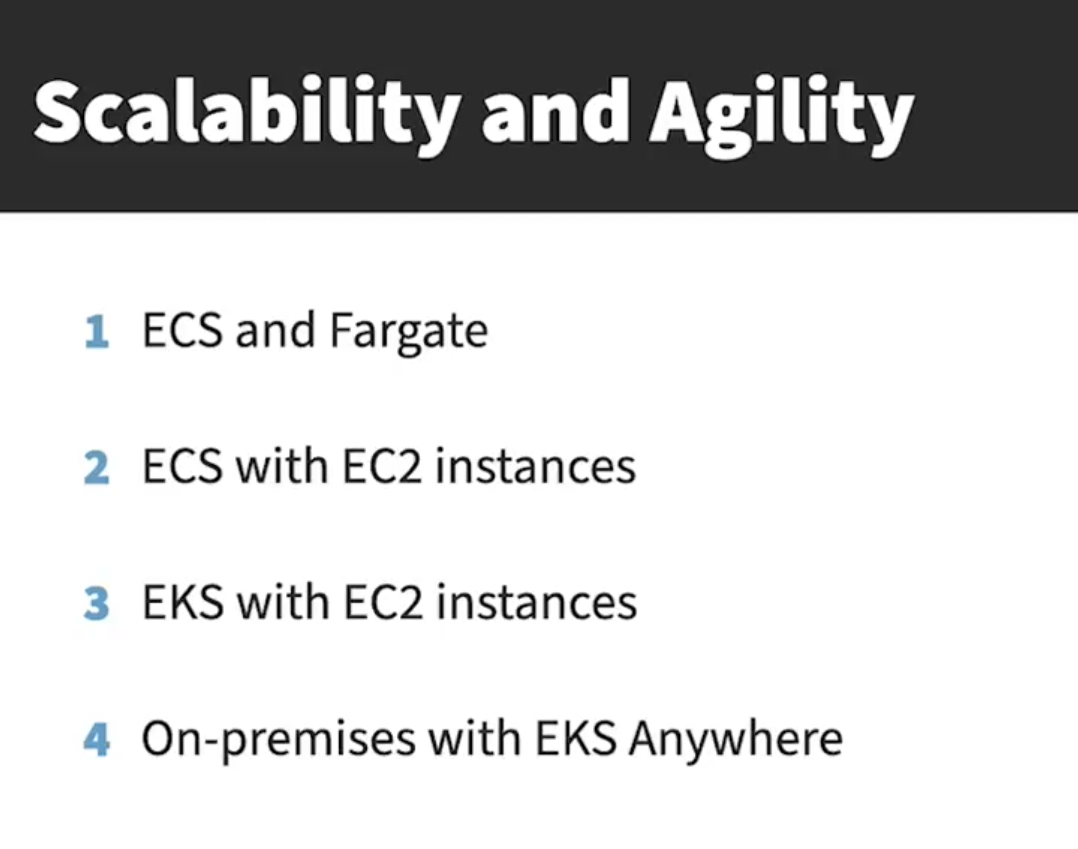 Scalability and Agility
1 ECS and Fargate
2 ECS with EC2 instances
3 EKS with EC2 instances
4 On-premises with EKS Anywhere